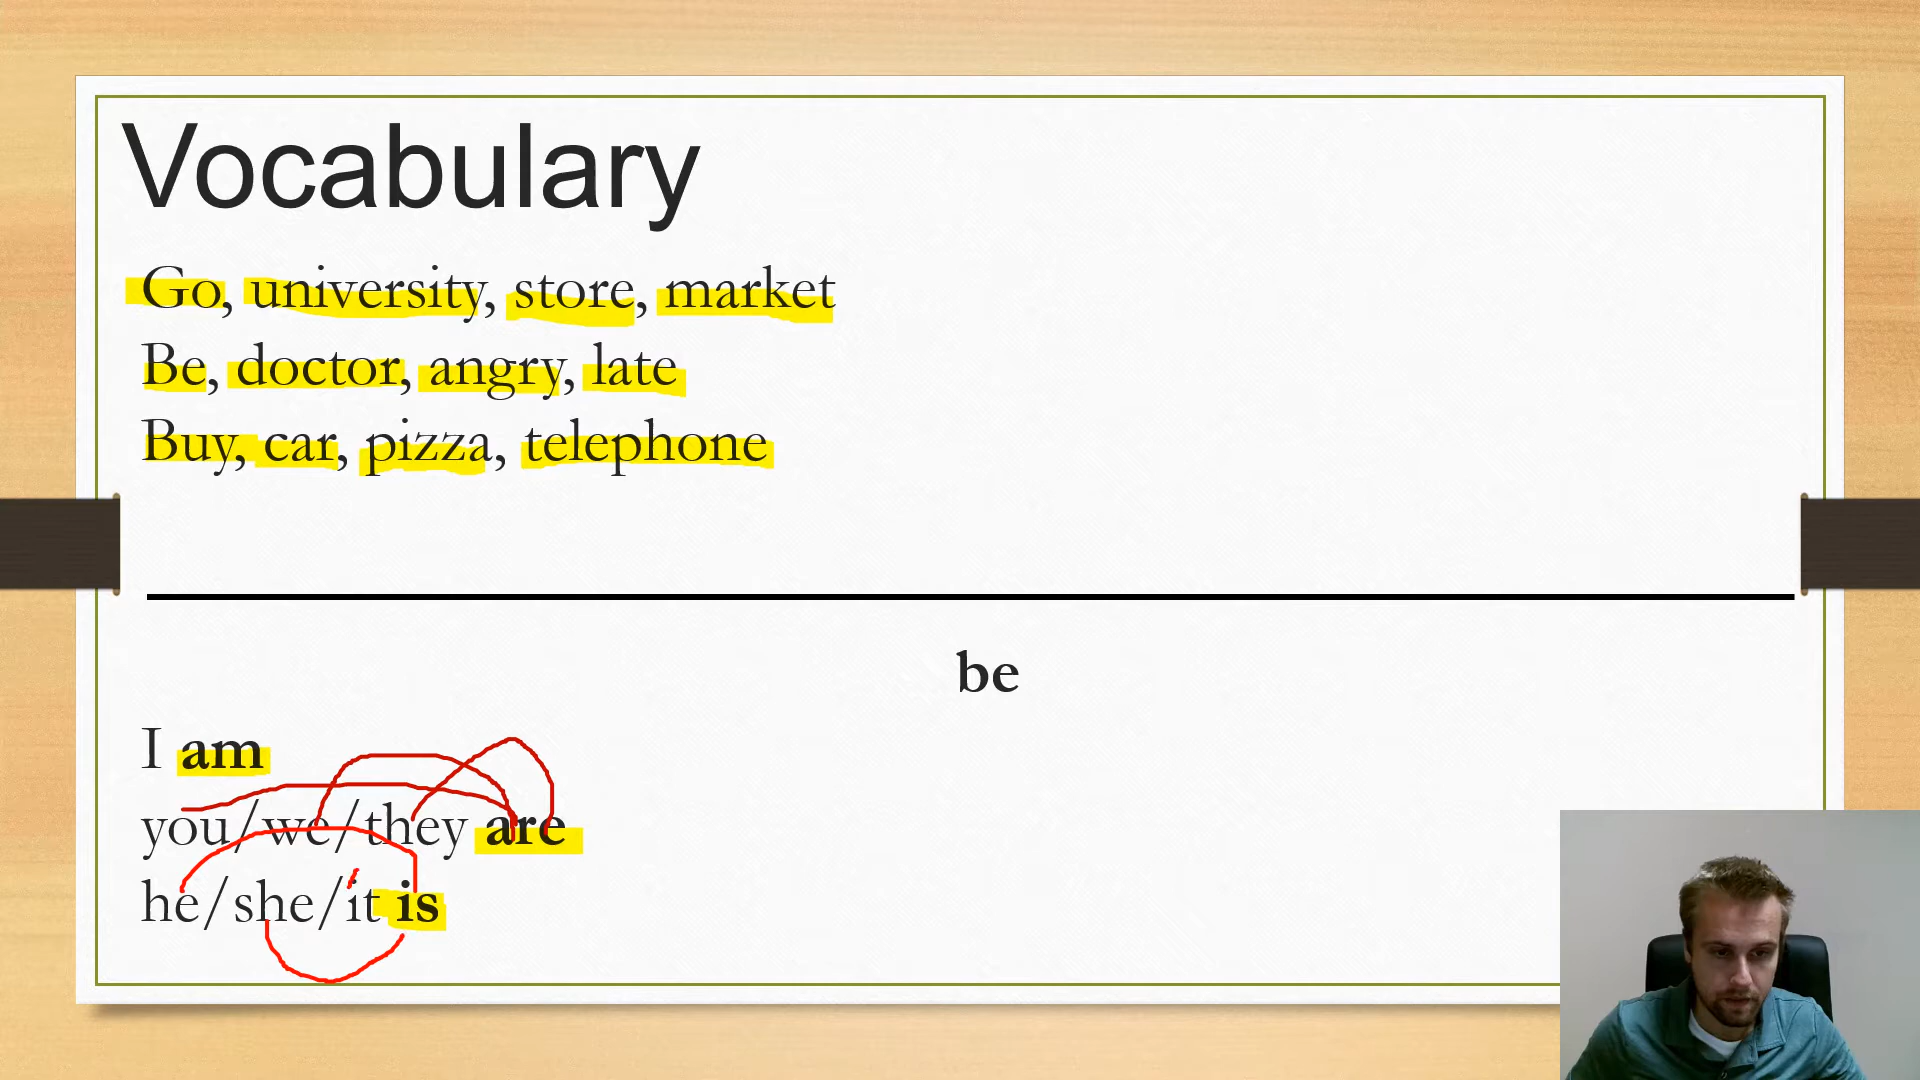 Vocabulary
Go, university, store, market
Be, doctor, angry, late
Buy, car, pizza, telephone
be
I am
you/we/they are
he/she/it is